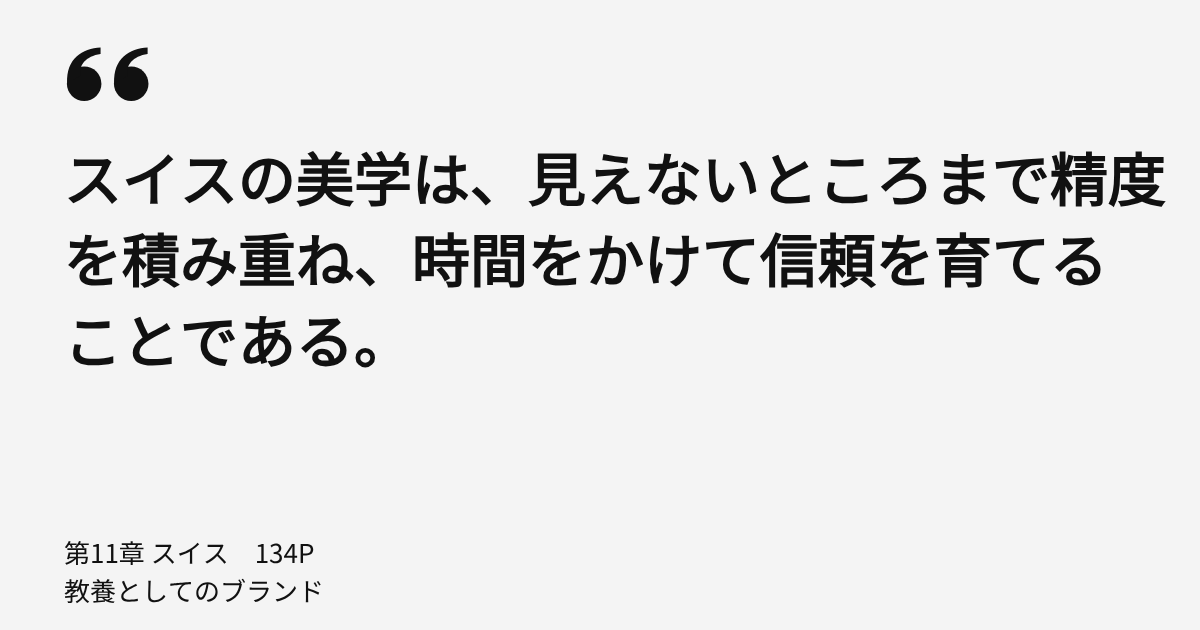 “
スイスの美学は、見えないところまで精度
を積み重ね、時間をかけて信頼を育てる
ことである。
第11章 スイス　134P
教養としてのブランド